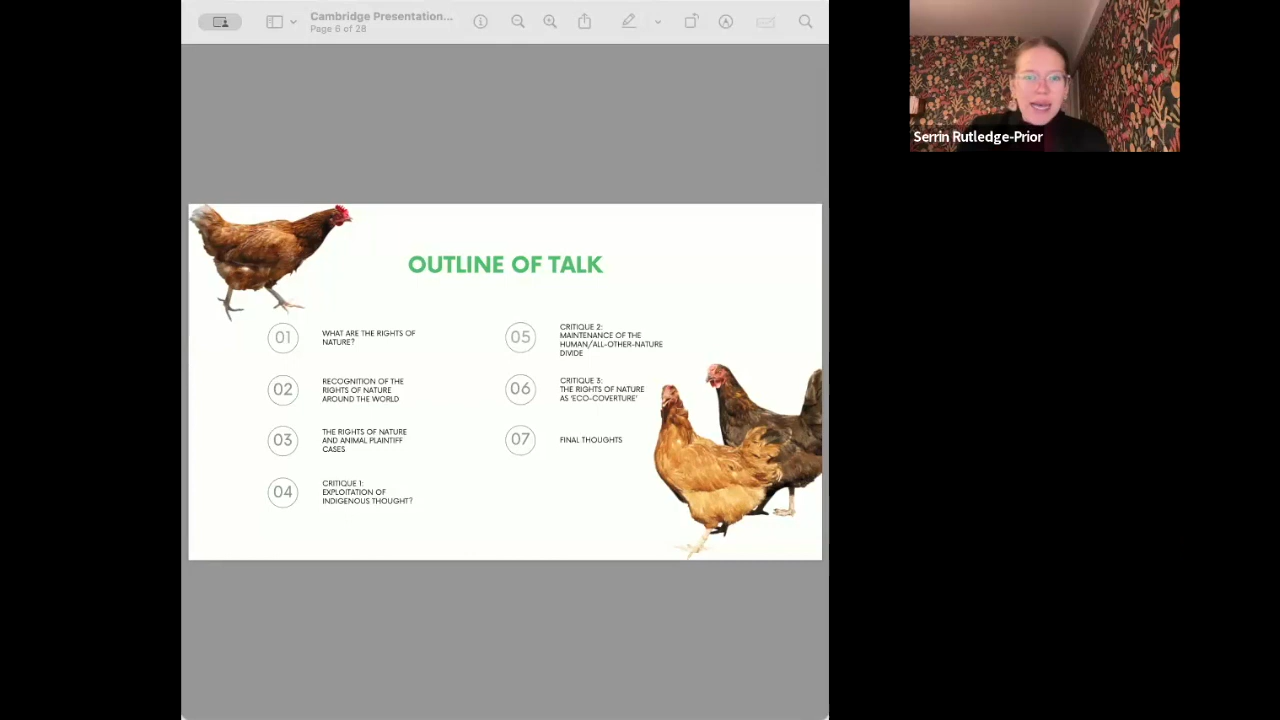 Cambridge Presentation...
Page 6 of 28
Serrin Rutledge-Prior
OUTLINE OF TALK
01
WHAT ARE THE RIGHTS OF
NATURE?
02
RECOGNITION OF THE
RIGHTS OF NATURE
AROUND THE WORLD
03
THE RIGHTS OF NATURE
AND ANIMAL PLAINTIFF
CASES
04
CRITIQUE 1:
EXPLOITATION OF
INDIGENOUS THOUGHT?
05
CRITIQUE 2:
MAINTENANCE OF THE
HUMAN/ALL-OTHER-NATURE
DIVIDE
06
CRITIQUE 3:
THE RIGHTS OF NATURE
AS 'ECO-COVERTURE'
07
FINAL THOUGHTS